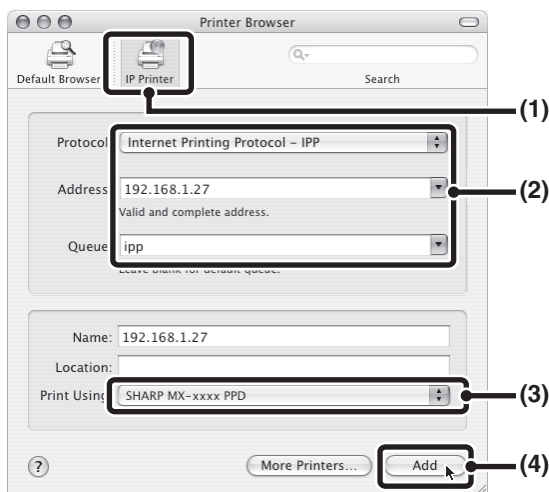 Printer Browser
Default Browser
IP Printer
Search
(1)
Protocol
Internet Printing Protocol – IPP
Address
192.168.1.27
(2)
Valid and complete address.
Queue
ipp
Leave blank for default queue.
Name: 192.168.1.27
Location:
Print Using
SHARP MX-xxxx PPD
(3)
?
More Printers...
Add
(4)